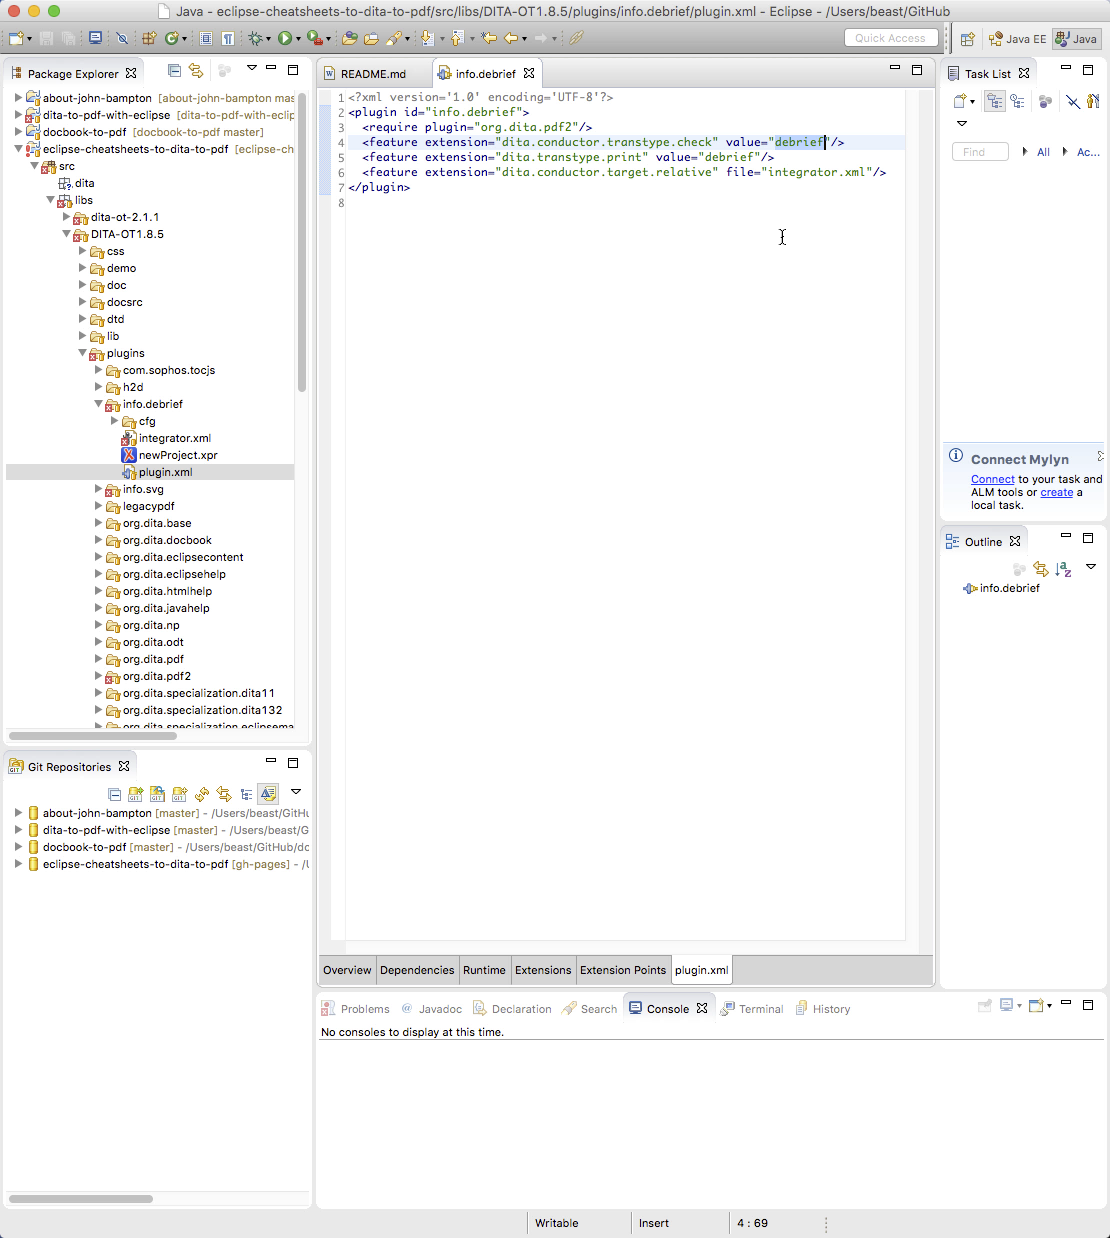 Java - eclipse-cheatsheets-to-dita-to-pdf/src/libs/DITA-OT1.8.5/plugins/info.debrief/plugin.xml - Eclipse - /Users/beast/GitHub
Quick Access
Java EE
Java
Package Explorer
about-john-bampton [about-john-bampton mas
dita-to-pdf-with-eclipse [dita-to-pdf-with-eclip
docbook-to-pdf [docbook-to-pdf master]
eclipse-cheatsheets-to-dita-to-pdf [eclipse-ch
src
dita
libs
dita-ot-2.1.1
DITA-OT1.8.5
css
demo
doc
docsrc
dtd
lib
plugins
com.sophos.tocjs
h2d
info.debrief
cfg
integrator.xml
newProject.xpr
plugin.xml
info.svg
legacypdf
org.dita.base
org.dita.docbook
org.dita.eclipsecontent
org.dita.eclipsehelp
org.dita.htmlhelp
org.dita.javahelp
org.dita.np
org.dita.odt
org.dita.pdf
org.dita.pdf2
org.dita.specialization.dita11
org.dita.specialization.dita132
org.dita.specialization.eclipsema
Git Repositories
about-john-bampton [master] - /Users/beast/GitHu
dita-to-pdf-with-eclipse [master] - /Users/beast/G
docbook-to-pdf [master] - /Users/beast/GitHub/dc
eclipse-cheatsheets-to-dita-to-pdf [gh-pages] - /U
README.md
info.debrief
1 <?xml version='1.0' encoding='UTF-8'?>
2 <plugin id="info.debrief">
3 <require plugin="org.dita.pdf2"/>
4 <feature extension="dita.conductor.transtype.check" value="debrief"/>
5 <feature extension="dita.transtype.print" value="debrief"/>
6 <feature extension="dita.conductor.target.relative" file="integrator.xml"/>
7 </plugin>
8
Overview
Dependencies
Runtime
Extensions
Extension Points
plugin.xml
Problems
Javadoc
Declaration
Search
Console
Terminal
History
No consoles to display at this time.
Task List
Find
All
Ac...
Connect Mylyn
Connect to your task and
ALM tools or create a
local task.
Outline
info.debrief
Writable
Insert
4 : 69